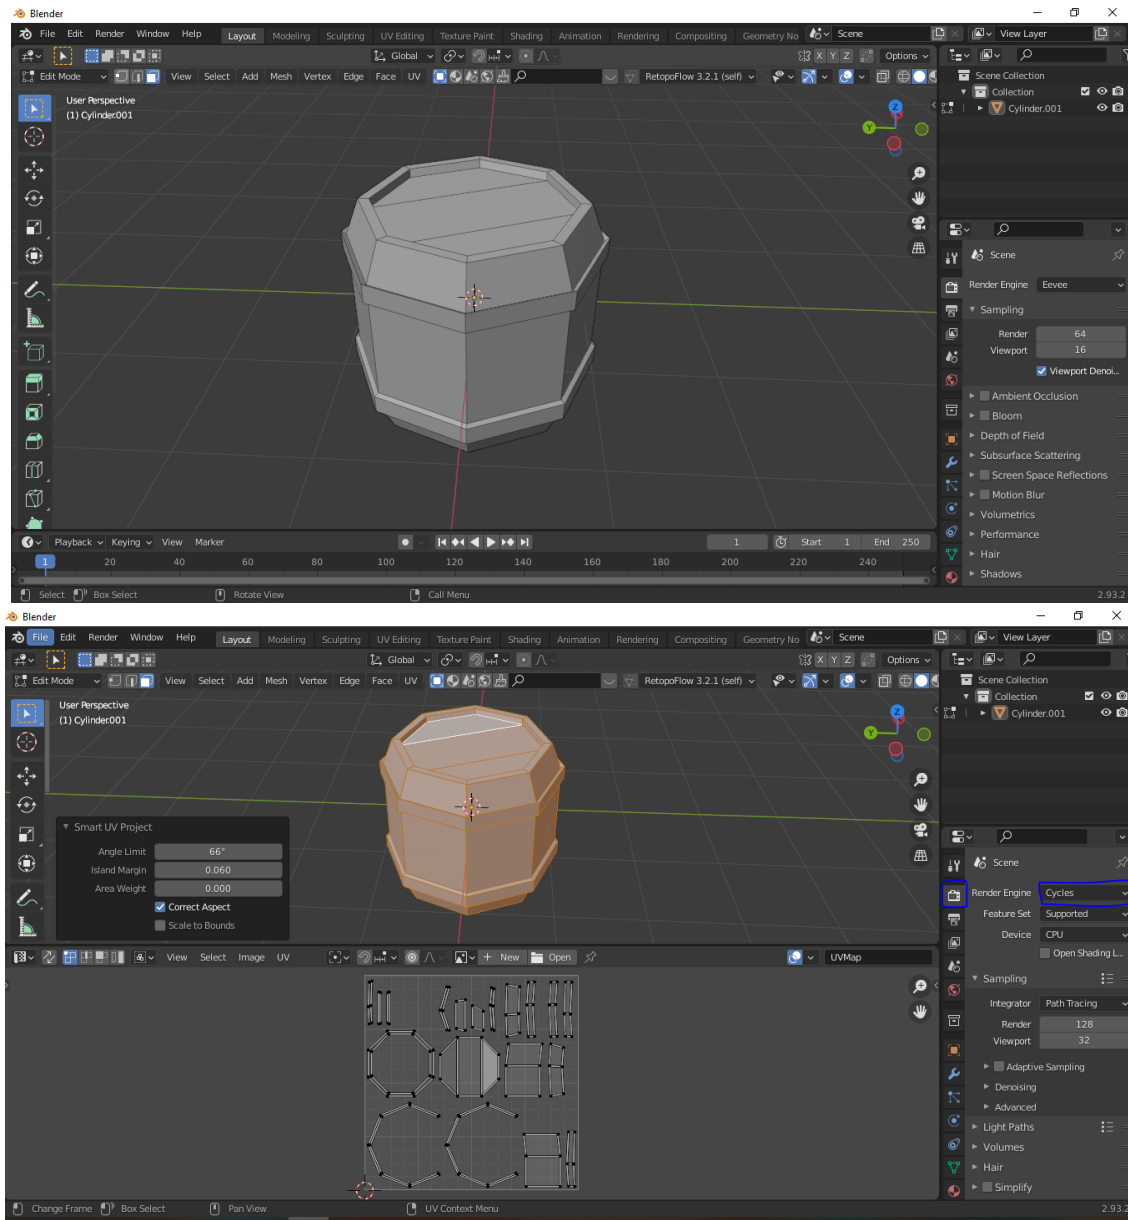 Blender
File Edit Render Window Help Layout Modeling Sculpting UV Editing Texture Paint Shading Animation Rendering Compositing Geometry No Scene View Layer
Global X Y Z Options
Edit Mode View Select Add Mesh Vertex Edge Face UV RetopoFlow 3.2.1 (self)
User Perspective
(1) Cylinder.001
Z
Y
Scene Collection
Collection
Cylinder.001
Scene
Render Engine Eevee
Sampling
Render 64
Viewport 16
Viewport Denoi...
Ambient Occlusion
Bloom
Depth of Field
Subsurface Scattering
Screen Space Reflections
Motion Blur
Volumetrics
Performance
Hair
Shadows
Playback Keying View Marker 1 Start 1 End 250
1 20 40 60 80 100 120 140 160 180 200 220 240
Select Box Select Rotate View Call Menu 2.93.2
Blender
File Edit Render Window Help Layout Modeling Sculpting UV Editing Texture Paint Shading Animation Rendering Compositing Geometry No Scene View Layer
Global X Y Z Options
Edit Mode View Select Add Mesh Vertex Edge Face UV RetopoFlow 3.2.1 (self)
User Perspective
(1) Cylinder.001
Z
Y
Scene Collection
Collection
Cylinder.001
Smart UV Project
Angle Limit 66°
Island Margin 0.060
Area Weight 0.000
Correct Aspect
Scale to Bounds
Scene
Render Engine Cycles
Feature Set Supported
Device CPU
Open Shading L...
Sampling
Integrator Path Tracing
Render 128
Viewport 32
Adaptive Sampling
Denoising
Advanced
Light Paths
Volumes
Hair
Simplify
View Select Image UV New Open UVMap
Change Frame Box Select Pan View UV Context Menu 2.93.2